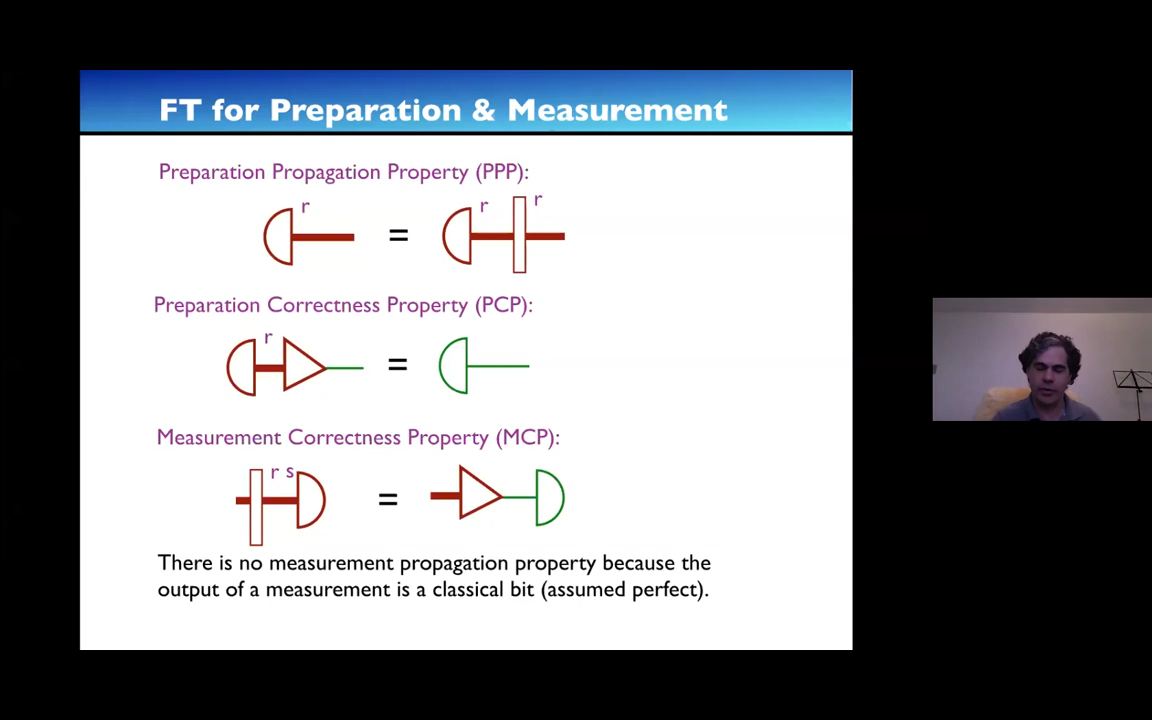 FT for Preparation & Measurement
Preparation Propagation Property (PPP):
r
=
r
r
Preparation Correctness Property (PCP):
r
=
Measurement Correctness Property (MCP):
r s
=
There is no measurement propagation property because the
output of a measurement is a classical bit (assumed perfect).